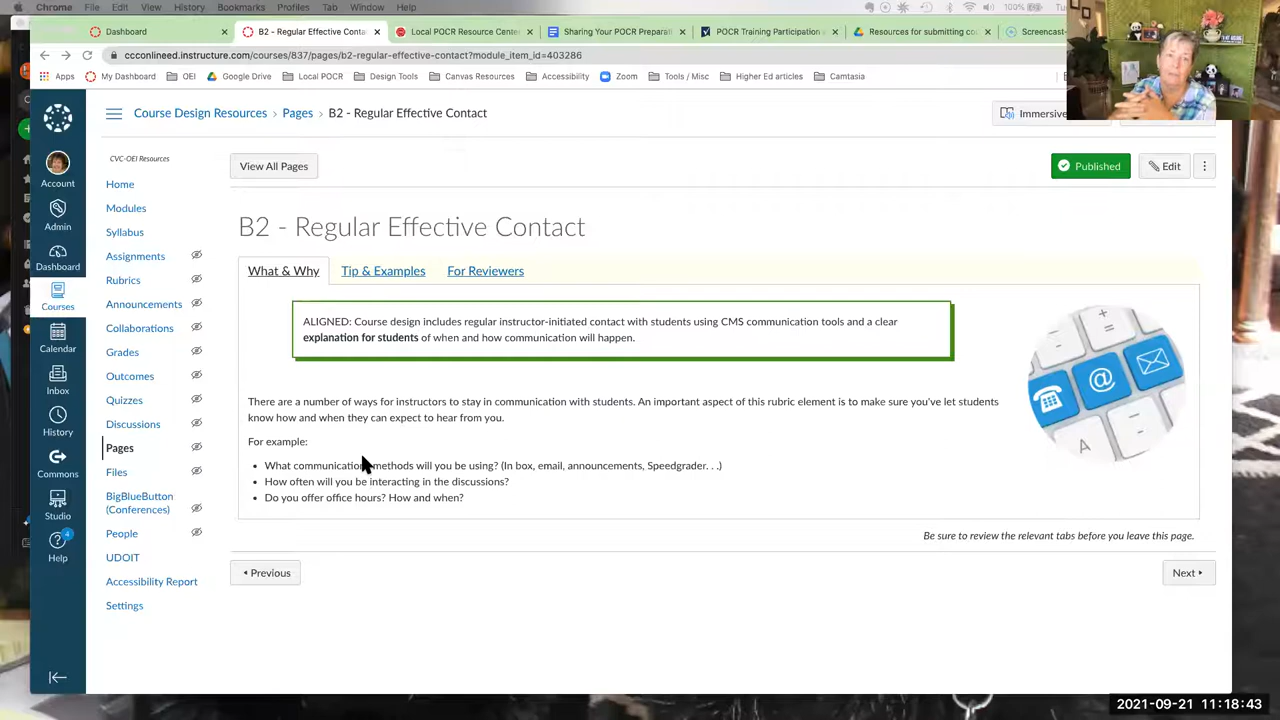 Chrome File Edit View History Bookmarks Profiles Tab Window Help 100%
Dashboard B2 - Regular Effective Conta Local POCR Resource Center Sharing Your POCR Preparati POCR Training Participation Resources for submitting co Screencast-
ccconlineed.instructure.com/courses/837/pages/b2-regular-effective-contact?module_item_id=403286
Apps My Dashboard OEI Google Drive Local POCR Design Tools Canvas Resources Accessibility Zoom Tools / Misc Higher Ed articles Camtasia
Course Design Resources › Pages › B2 - Regular Effective Contact
Immersive
Account
Admin
Dashboard
Courses
Calendar
Inbox
History
Commons
Studio
4
Help
CVC-OEI Resources
Home
Modules
Syllabus
Assignments
Rubrics
Announcements
Collaborations
Grades
Outcomes
Quizzes
Discussions
Pages
Files
BigBlueButton
(Conferences)
People
UDOIT
Accessibility Report
Settings
View All Pages
Published
Edit
B2 - Regular Effective Contact
What & Why Tip & Examples For Reviewers
ALIGNED: Course design includes regular instructor-initiated contact with students using CMS communication tools and a clear
explanation for students of when and how communication will happen.
There are a number of ways for instructors to stay in communication with students. An important aspect of this rubric element is to make sure you've let students
know how and when they can expect to hear from you.
For example:
• What communication methods will you be using? (In box, email, announcements, Speedgrader. . .)
• How often will you be interacting in the discussions?
• Do you offer office hours? How and when?
@
A
Be sure to review the relevant tabs before you leave this page.
Previous
Next
2021-09-21 11:18:43